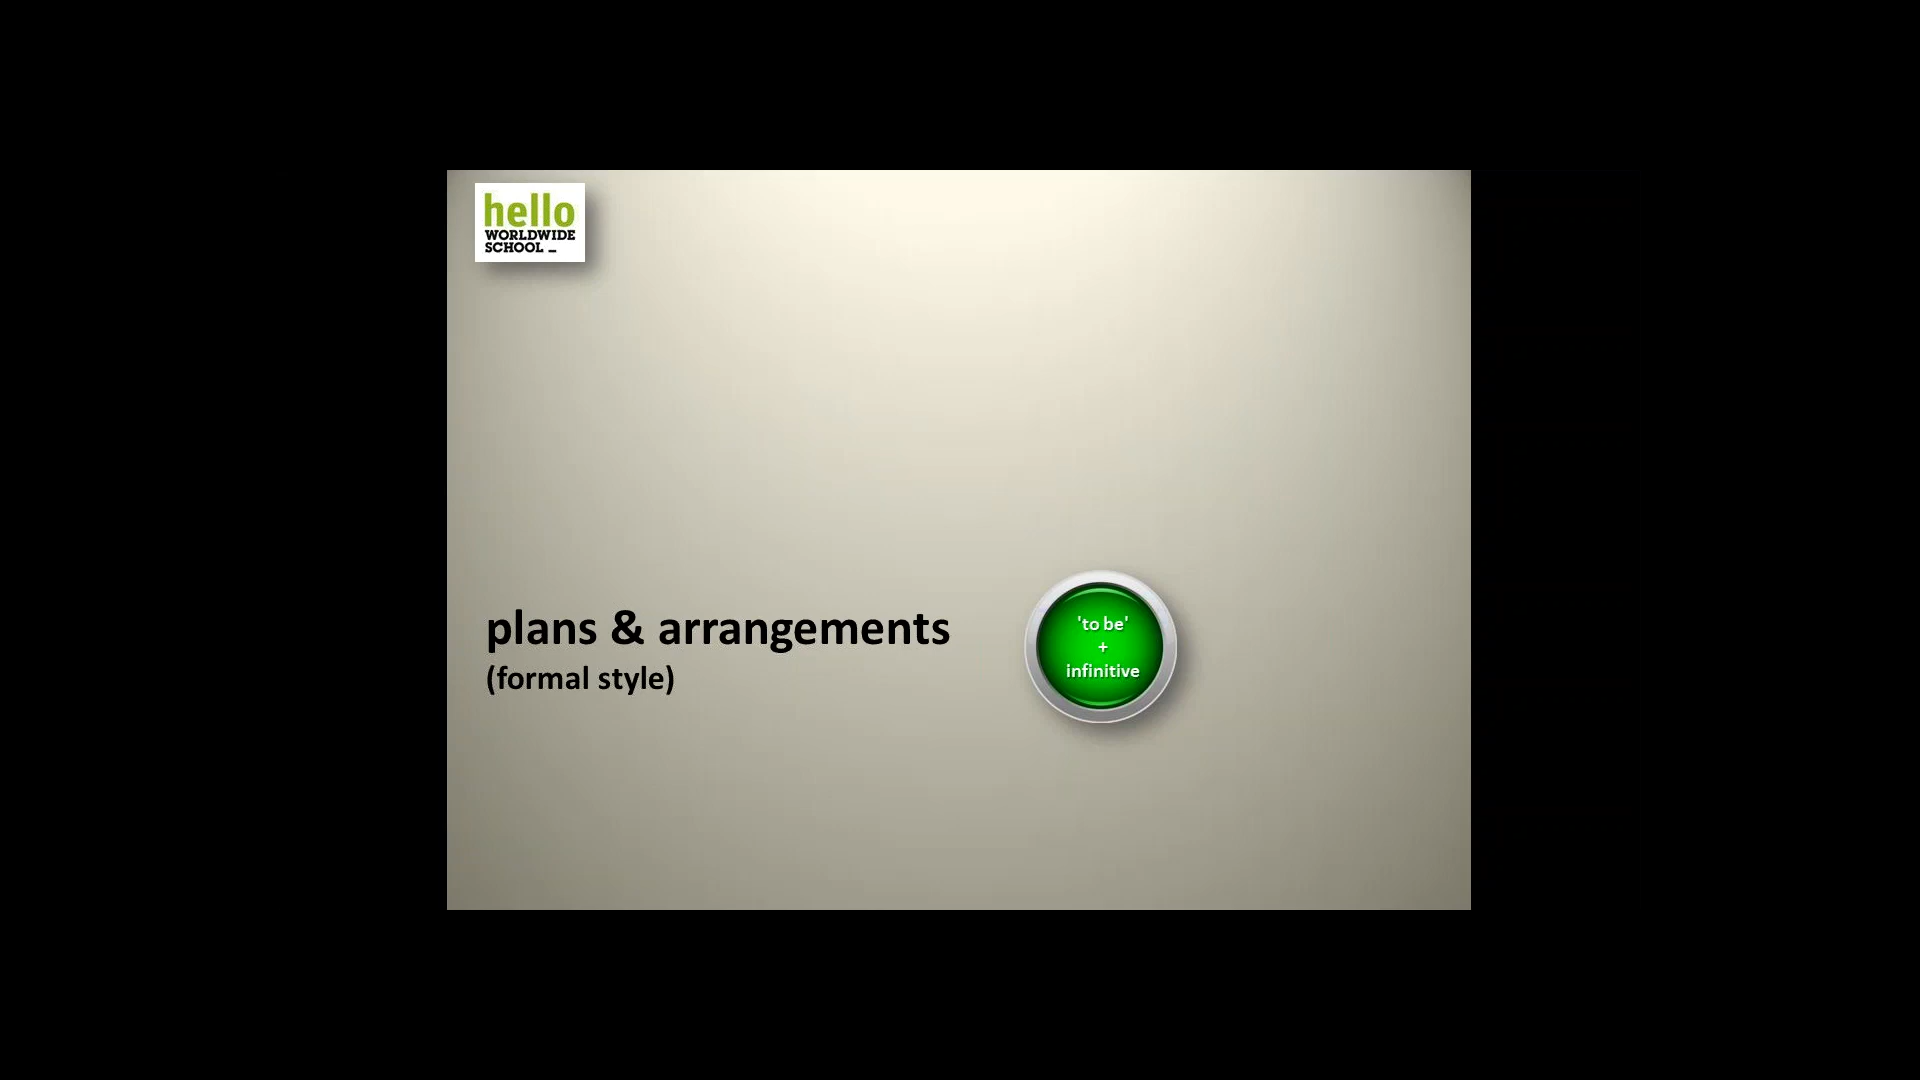 hello
WORLDWIDE
SCHOOL _
plans & arrangements
(formal style)
'to be'
+
infinitive